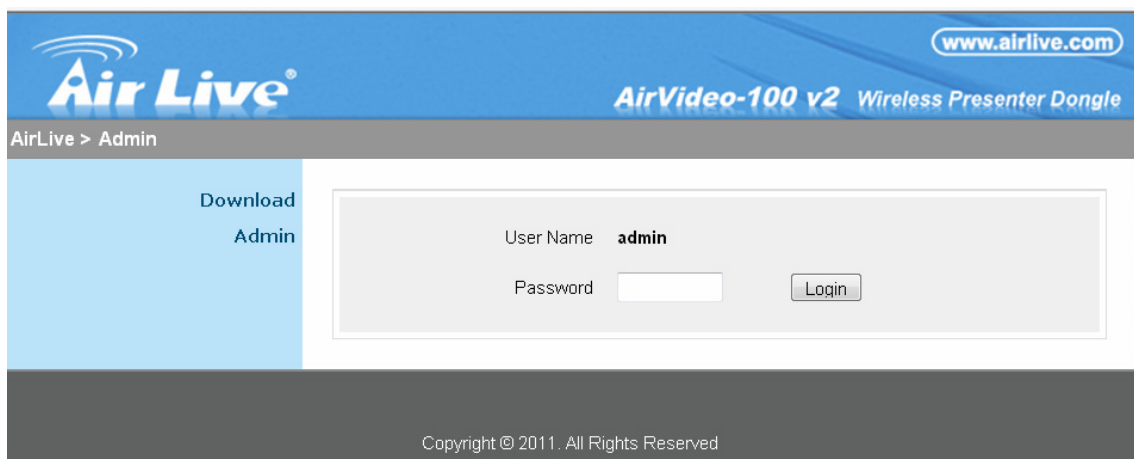 www.airlive.com
Air Live®
AirVideo-100 v2 Wireless Presenter Dongle
AirLive > Admin
Download
Admin
User Name admin
Password Login
Copyright © 2011. All Rights Reserved